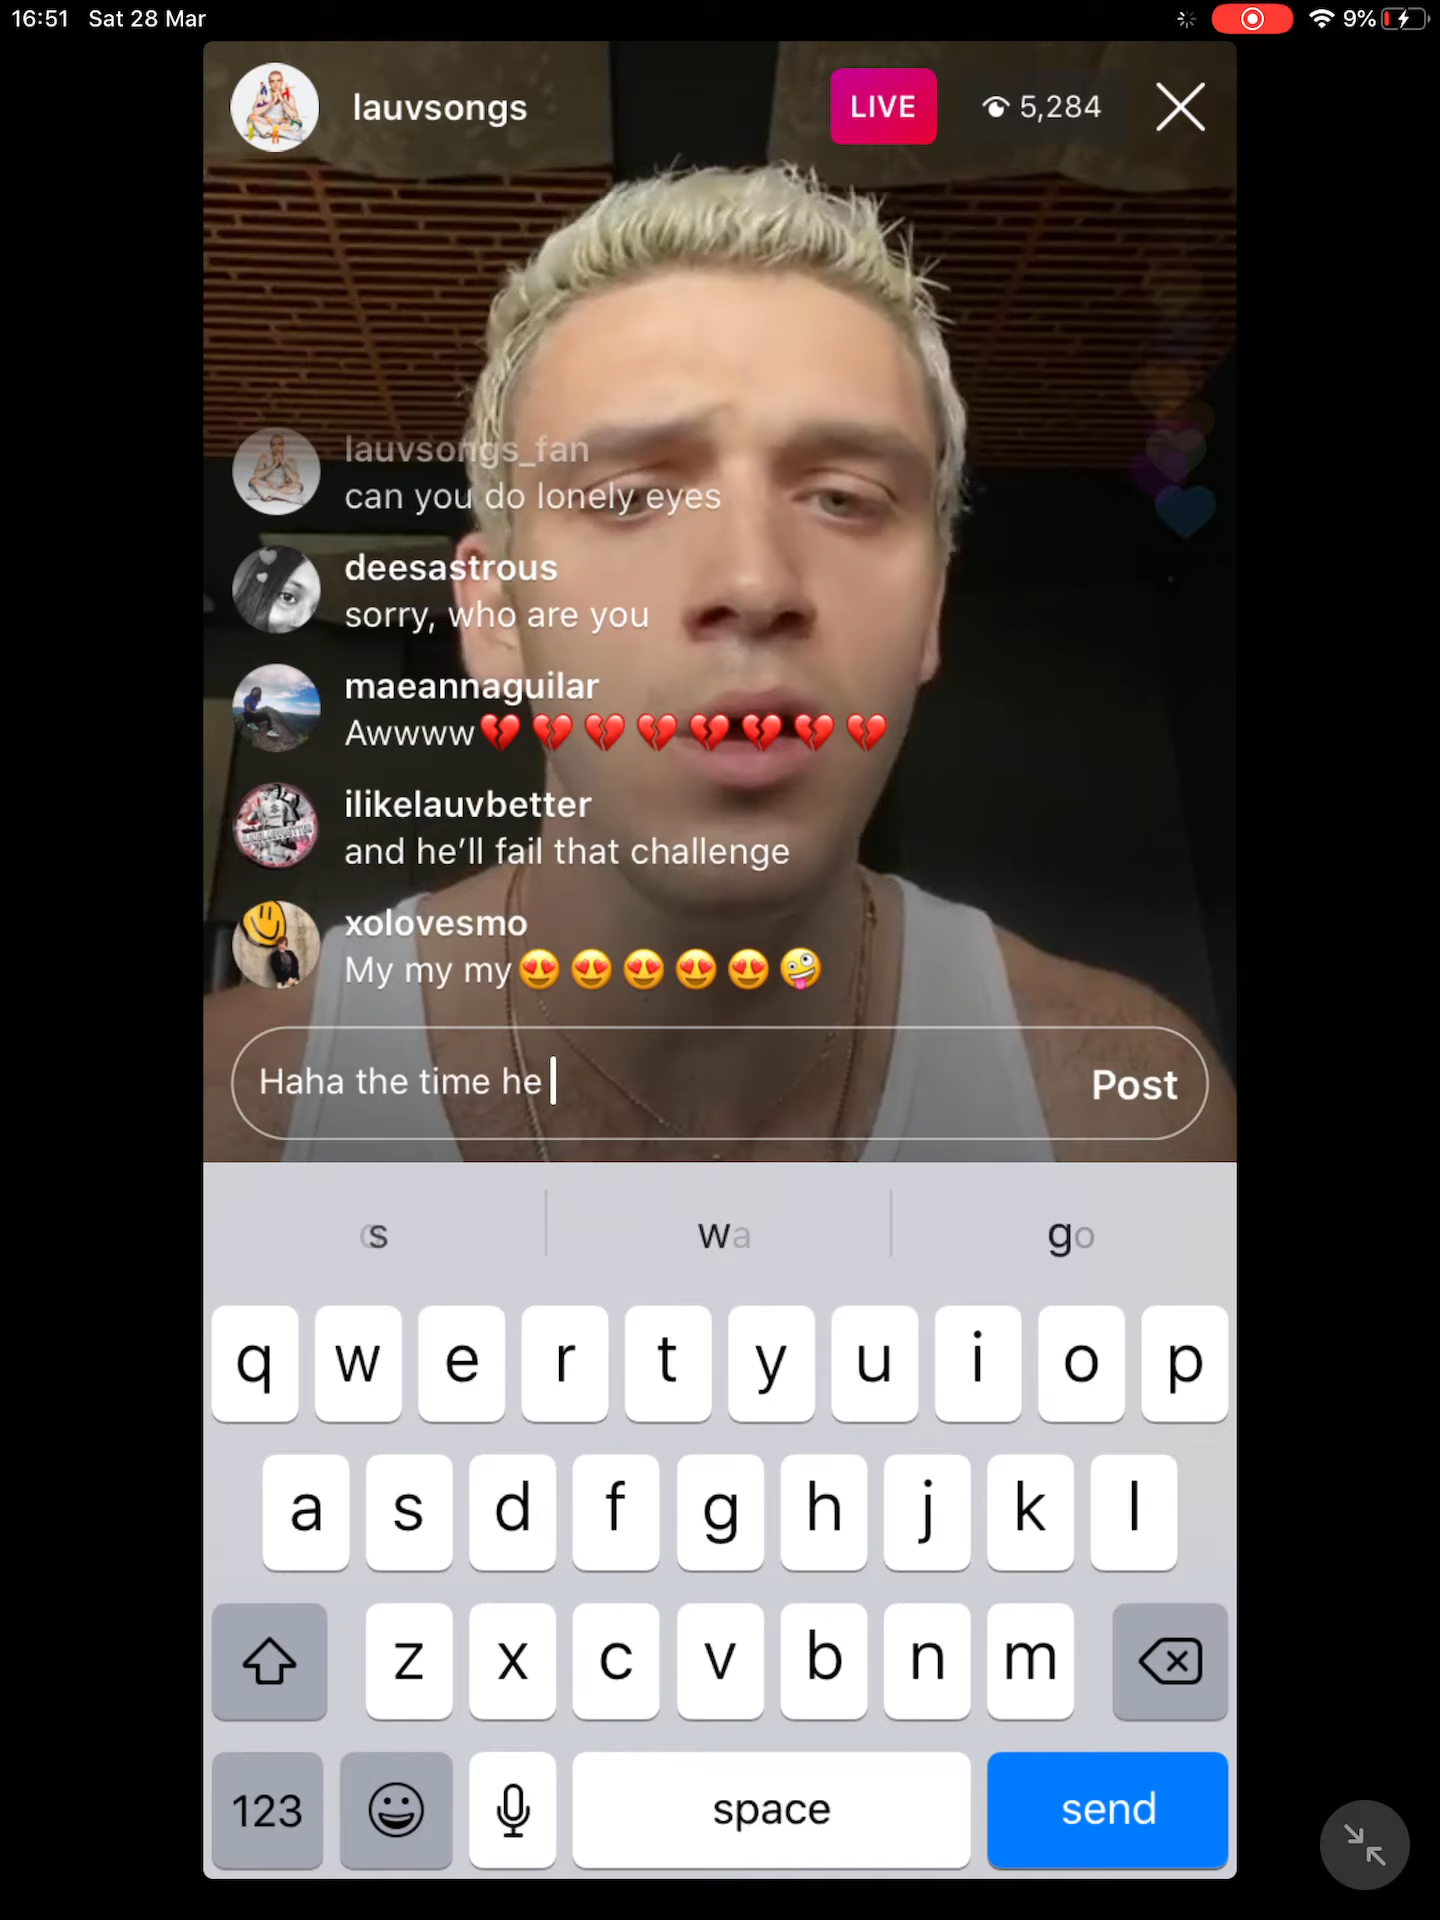 16:51 Sat 28 Mar 9%
lauvsongs LIVE 5,284
lauvsongs_fan
can you do lonely eyes
deesastrous
sorry, who are you
maeannaguilar
Awwww💔💔💔💔💔💔💔💔
ilikelauvbetter
and he'll fail that challenge
xolovesmo
My my my😍😍😍😍😍🤪
Haha the time he Post
s wa go
q w e r t y u i o p
a s d f g h j k l
z x c v b n m
123 space send